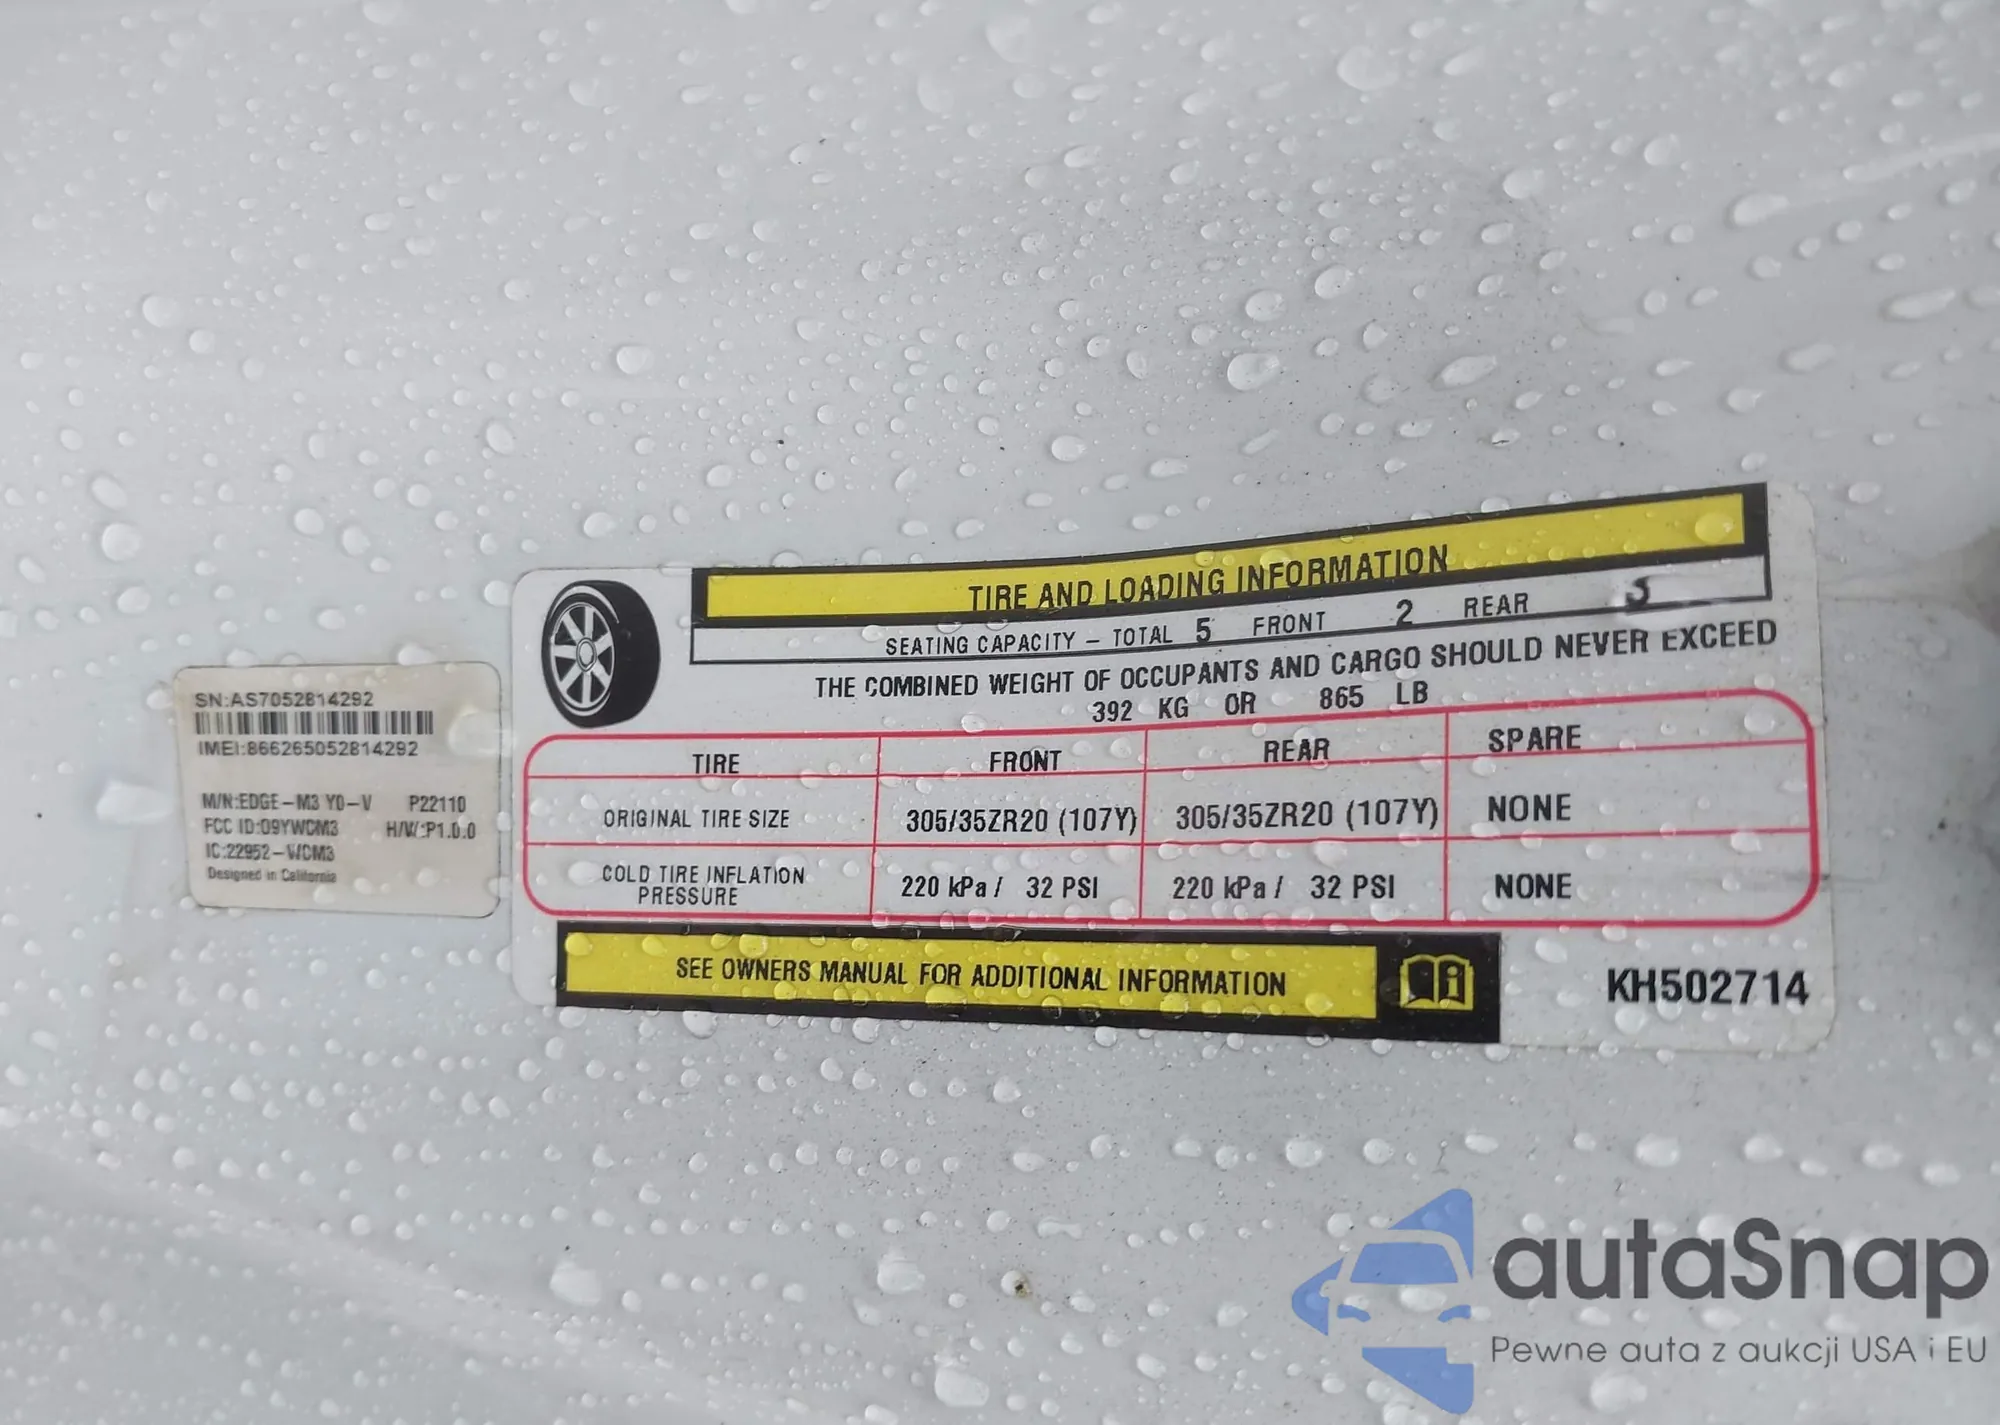 SN:AS7052814292
IMEI:866265052814292
M/N:EDGE-M3 YD-V P22110
FCC ID:O9YWCM3 H/W:P1.0.0
IC:22952-WCM3
Designed in California
TIRE AND LOADING INFORMATION
SEATING CAPACITY – TOTAL 5 FRONT 2 REAR 3
THE COMBINED WEIGHT OF OCCUPANTS AND CARGO SHOULD NEVER EXCEED
392 KG OR 865 LB
TIRE FRONT REAR SPARE
ORIGINAL TIRE SIZE 305/35ZR20 (107Y) 305/35ZR20 (107Y) NONE
COLD TIRE INFLATION
PRESSURE 220 kPa / 32 PSI 220 kPa / 32 PSI NONE
SEE OWNERS MANUAL FOR ADDITIONAL INFORMATION
KH502714
autaSnap
Pewne auta z aukcji USA i EU